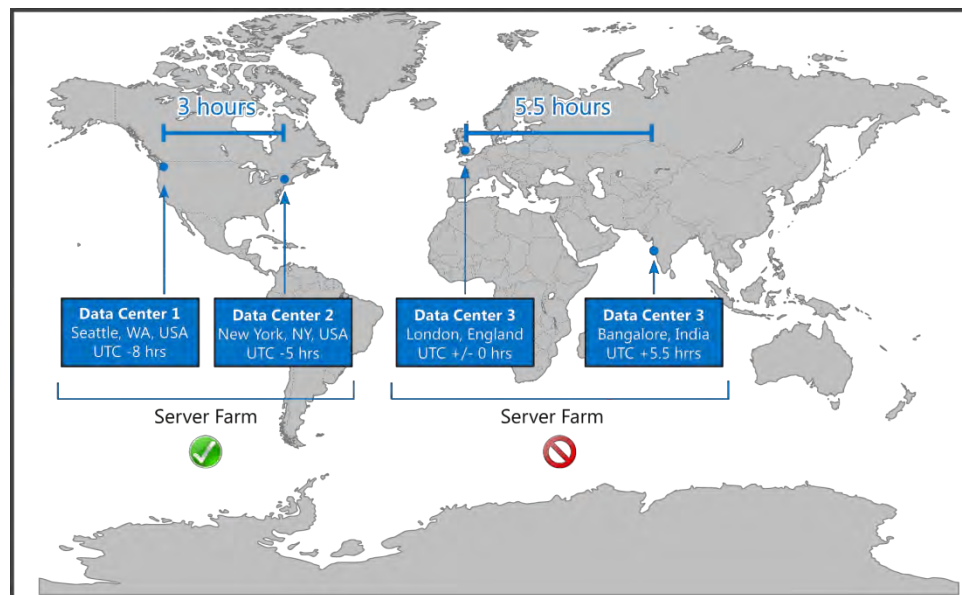 3 hours
5.5 hours
Data Center 1
Seattle, WA, USA
UTC -8 hrs
Data Center 2
New York, NY, USA
UTC -5 hrs
Data Center 3
London, England
UTC +/- 0 hrs
Data Center 3
Bangalore, India
UTC +5.5 hrrs
Server Farm
Server Farm